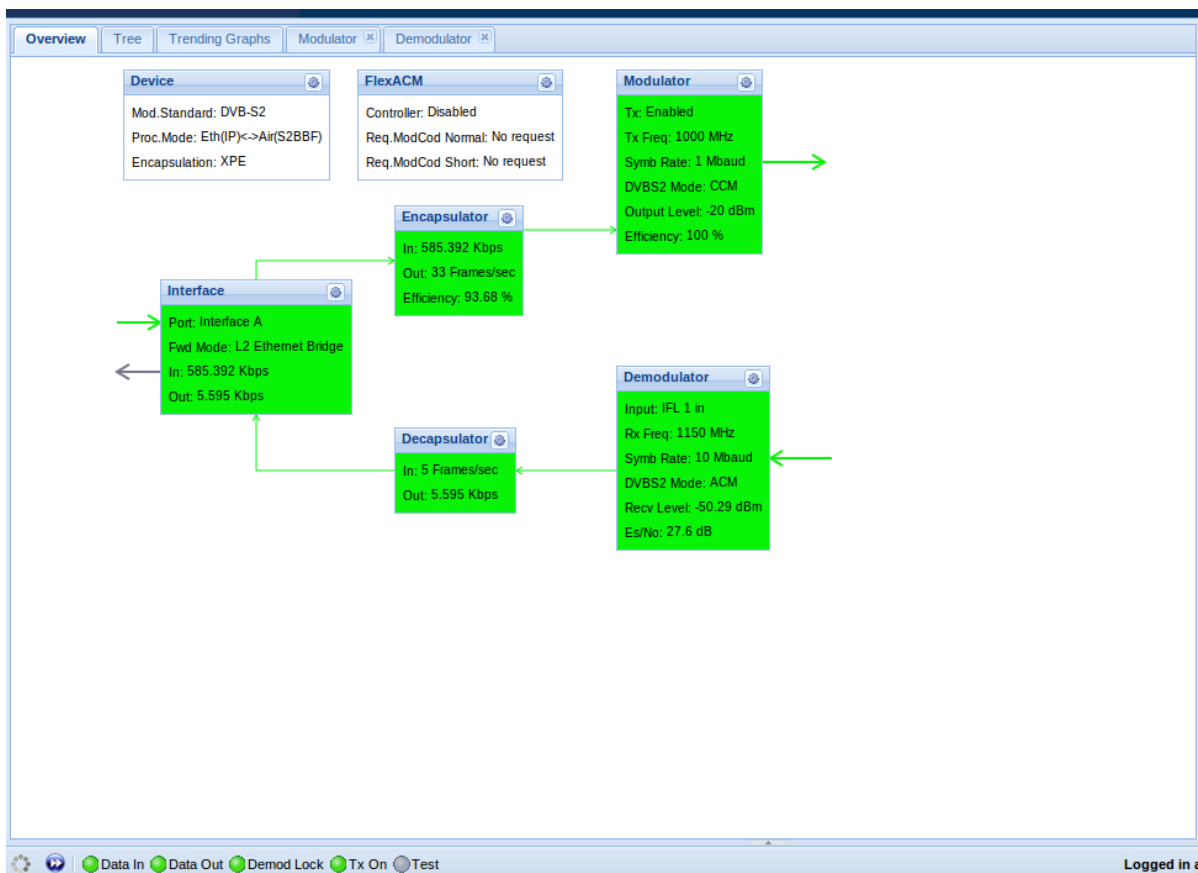 Overview Tree Trending Graphs Modulator Demodulator
Device
Mod.Standard: DVB-S2
Proc.Mode: Eth(IP)<->Air(S2BBF)
Encapsulation: XPE
FlexACM
Controller: Disabled
Req.ModCod Normal: No request
Req.ModCod Short: No request
Modulator
Tx: Enabled
Tx Freq: 1000 MHz
Symb Rate: 1 Mbaud
DVBS2 Mode: CCM
Output Level: -20 dBm
Efficiency: 100 %
Encapsulator
In: 585.392 Kbps
Out: 33 Frames/sec
Efficiency: 93.68 %
Interface
Port: Interface A
Fwd Mode: L2 Ethernet Bridge
In: 585.392 Kbps
Out: 5.595 Kbps
Demodulator
Input: IFL 1 in
Rx Freq: 1150 MHz
Symb Rate: 10 Mbaud
DVBS2 Mode: ACM
Recv Level: -50.29 dBm
Es/No: 27.6 dB
Decapsulator
In: 5 Frames/sec
Out: 5.595 Kbps
Data In Data Out Demod Lock Tx On Test Logged in